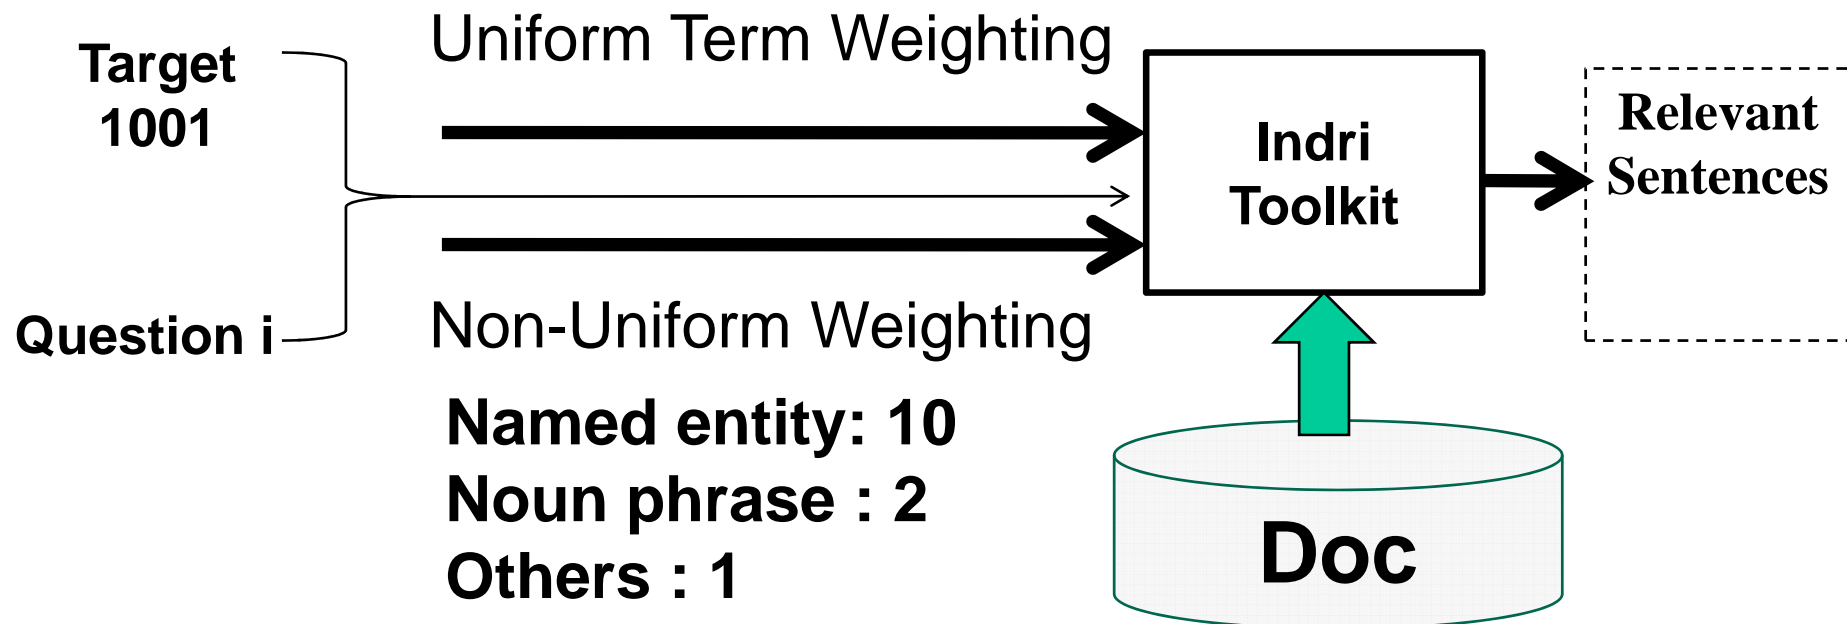 Target
1001
Question i
Uniform Term Weighting
Non-Uniform Weighting
Named entity: 10
Noun phrase : 2
Others : 1
Indri
Toolkit
Doc
Relevant
Sentences